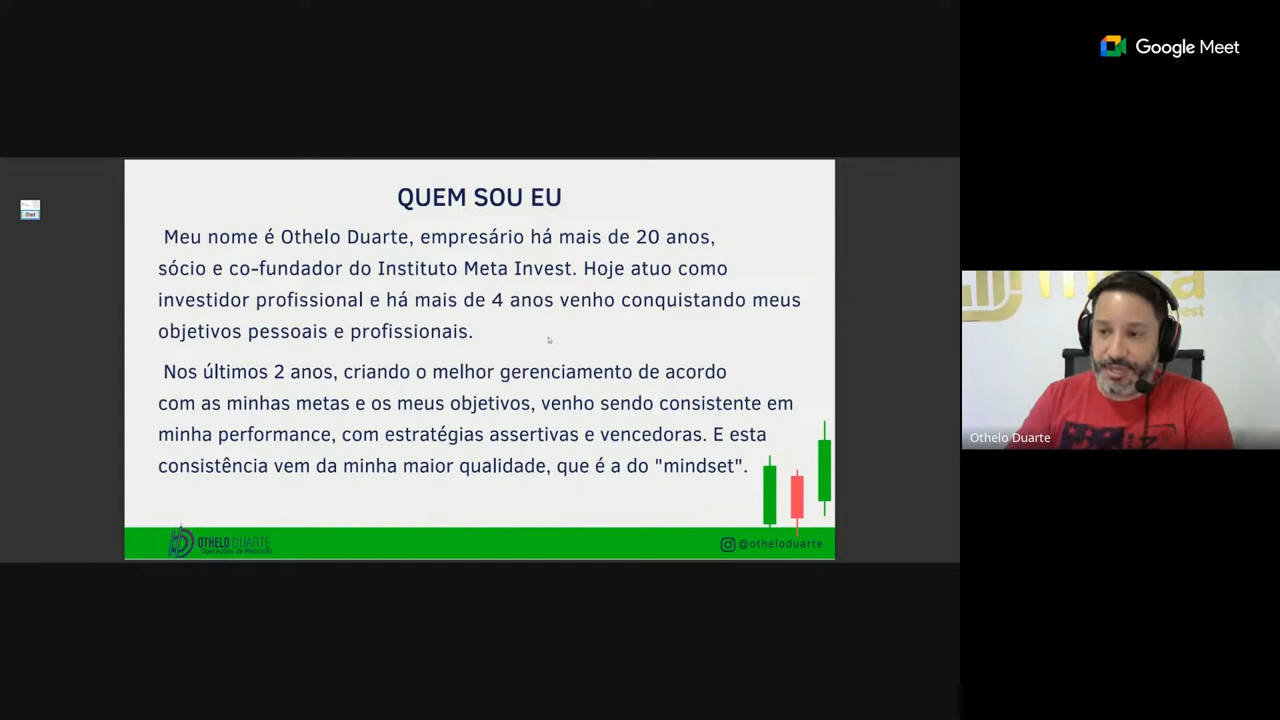 Google Meet
QUEM SOU EU
Meu nome é Othelo Duarte, empresário há mais de 20 anos,
sócio e co-fundador do Instituto Meta Invest. Hoje atuo como
investidor profissional e há mais de 4 anos venho conquistando meus
objetivos pessoais e profissionais.
Nos últimos 2 anos, criando o melhor gerenciamento de acordo
com as minhas metas e os meus objetivos, venho sendo consistente em
minha performance, com estratégias assertivas e vencedoras. E esta
consistência vem da minha maior qualidade, que é a do "mindset".
OTHELO DUARTE
Operações de Mercado
@otheloduarte
Start
Othelo Duarte